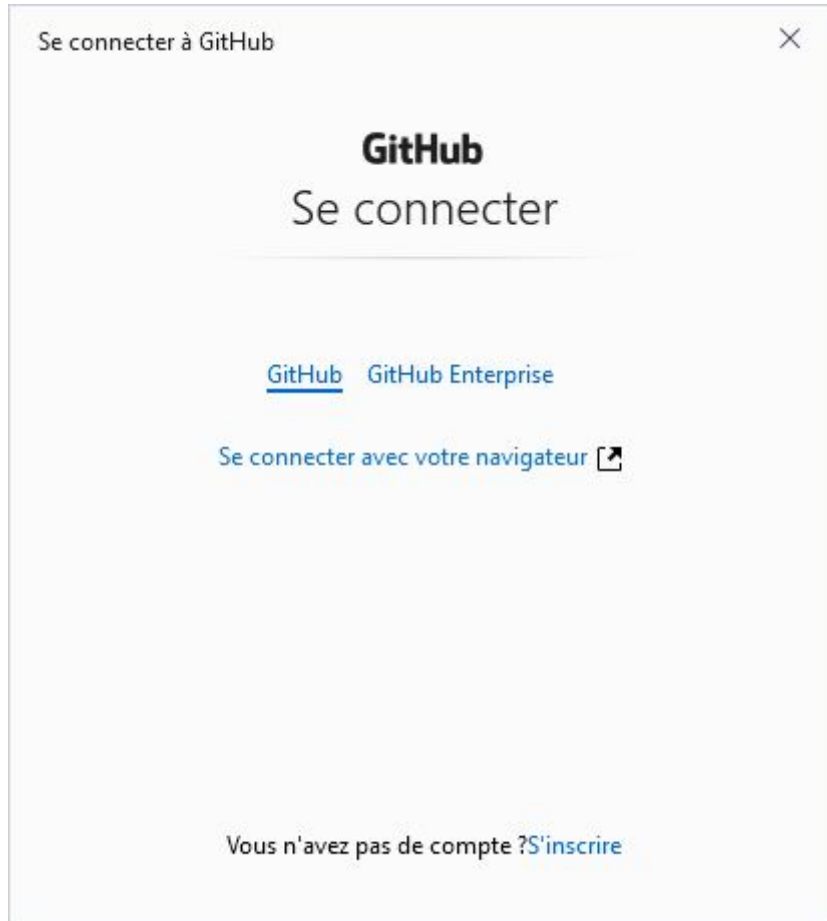 Se connecter à GitHub
GitHub
Se connecter
GitHub GitHub Enterprise
Se connecter avec votre navigateur
Vous n'avez pas de compte ?S'inscrire